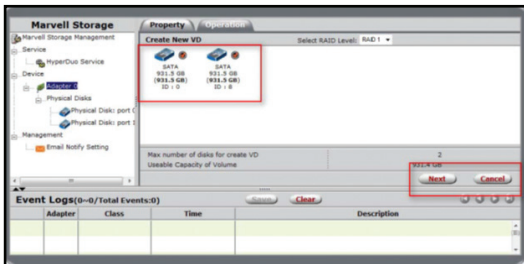 Marvell Storage
Property
Operation
Marvell Storage Management
Service
HyperDuo Service
Device
Adapter 0
Physical Disks
Physical Disk: port
Physical Disk: port
Management
Email Notify Setting
Create New VD
Select RAID Level: RAID 1
SATA
931.5 GB
(931.5 GB)
ID : 0
SATA
931.5 GB
(931.5 GB)
ID : 8
Max number of disks for create VD
2
Useable Capacity of Volume
931.4 GB
Next
Cancel
Event Logs(0~0/Total Events:0)
Save
Clear
Adapter
Class
Time
Description